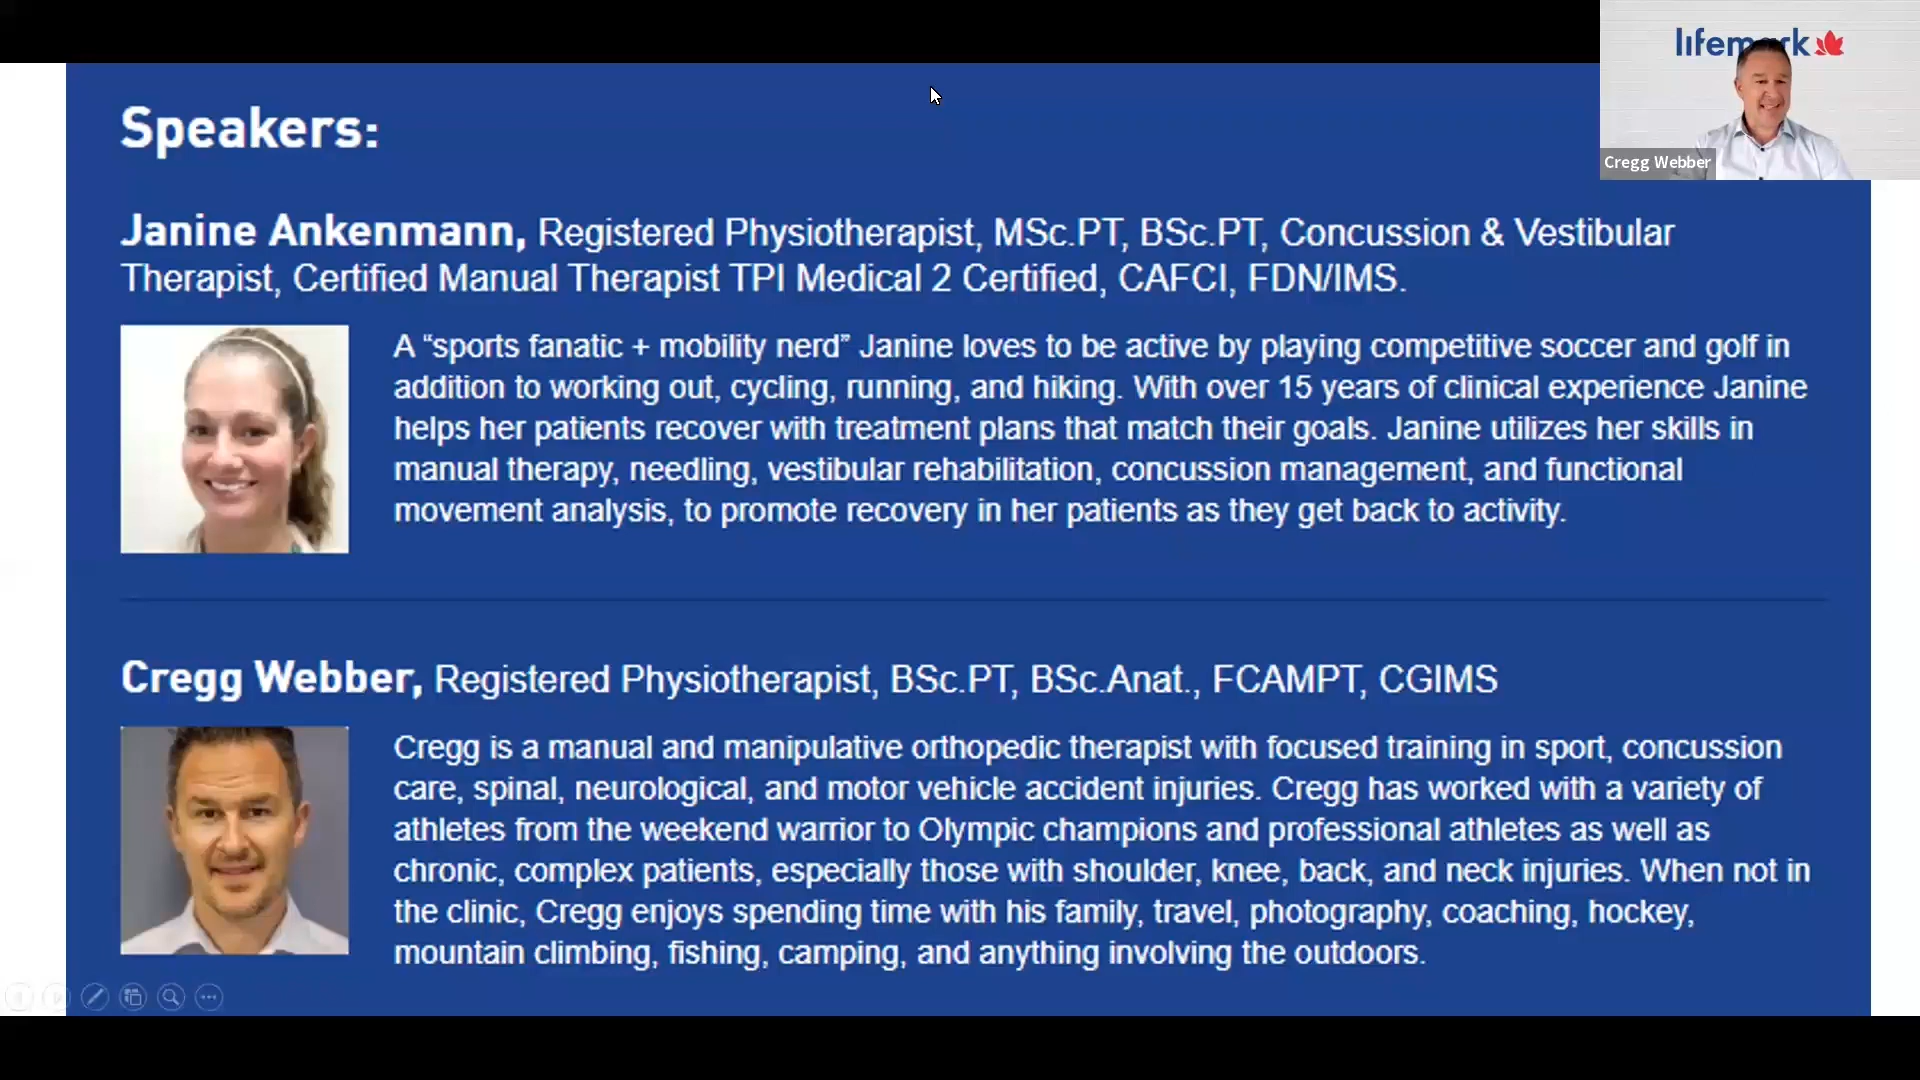 lifemark
Cregg Webber
Speakers:
Janine Ankenmann, Registered Physiotherapist, MSc.PT, BSc.PT, Concussion & Vestibular
Therapist, Certified Manual Therapist TPI Medical 2 Certified, CAFCI, FDN/IMS.
A “sports fanatic + mobility nerd” Janine loves to be active by playing competitive soccer and golf in
addition to working out, cycling, running, and hiking. With over 15 years of clinical experience Janine
helps her patients recover with treatment plans that match their goals. Janine utilizes her skills in
manual therapy, needling, vestibular rehabilitation, concussion management, and functional
movement analysis, to promote recovery in her patients as they get back to activity.
Cregg Webber, Registered Physiotherapist, BSc.PT, BSc.Anat., FCAMPT, CGIMS
Cregg is a manual and manipulative orthopedic therapist with focused training in sport, concussion
care, spinal, neurological, and motor vehicle accident injuries. Cregg has worked with a variety of
athletes from the weekend warrior to Olympic champions and professional athletes as well as
chronic, complex patients, especially those with shoulder, knee, back, and neck injuries. When not in
the clinic, Cregg enjoys spending time with his family, travel, photography, coaching, hockey,
mountain climbing, fishing, camping, and anything involving the outdoors.